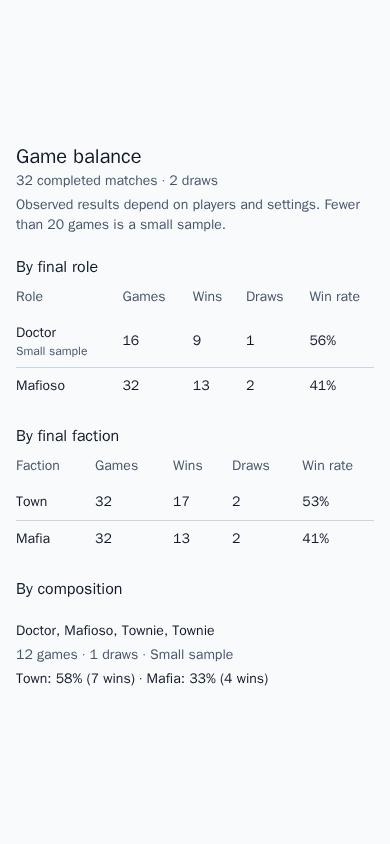 Game balance
32 completed matches · 2 draws
Observed results depend on players and settings. Fewer
than 20 games is a small sample.
By final role
Role Games Wins Draws Win rate
Doctor
Small sample
16 9 1 56%
Mafioso 32 13 2 41%
By final faction
Faction Games Wins Draws Win rate
Town 32 17 2 53%
Mafia 32 13 2 41%
By composition
Doctor, Mafioso, Townie, Townie
12 games · 1 draws · Small sample
Town: 58% (7 wins) · Mafia: 33% (4 wins)